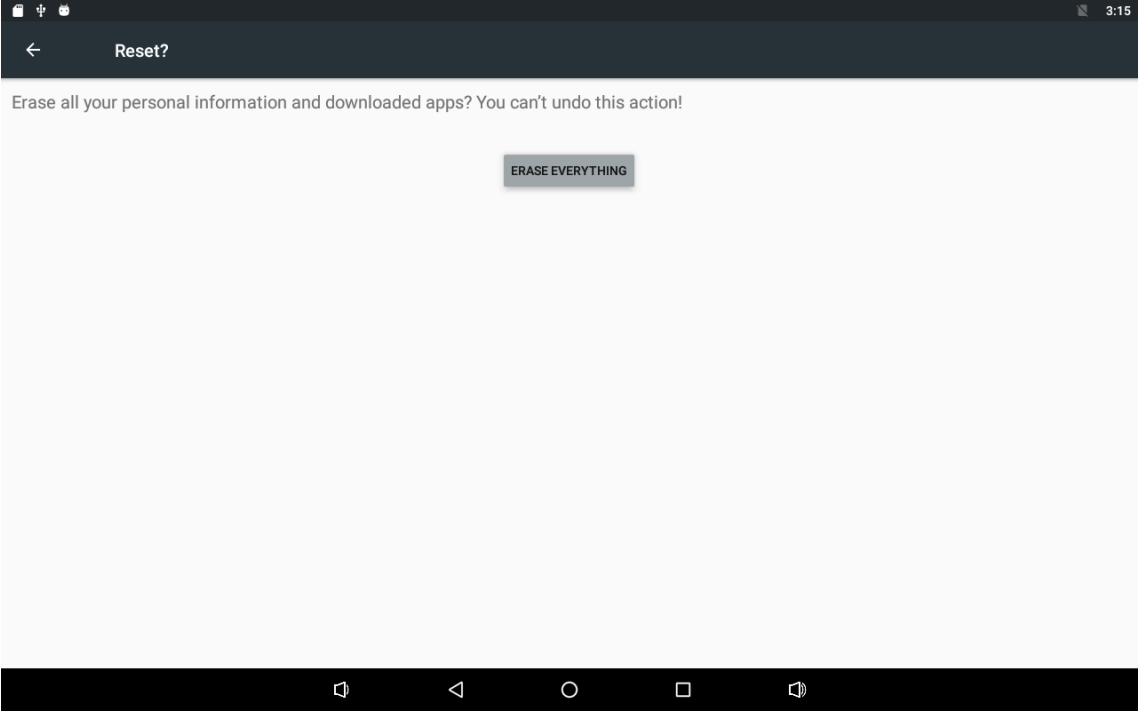 3:15
Reset?
Erase all your personal information and downloaded apps? You can't undo this action!
ERASE EVERYTHING